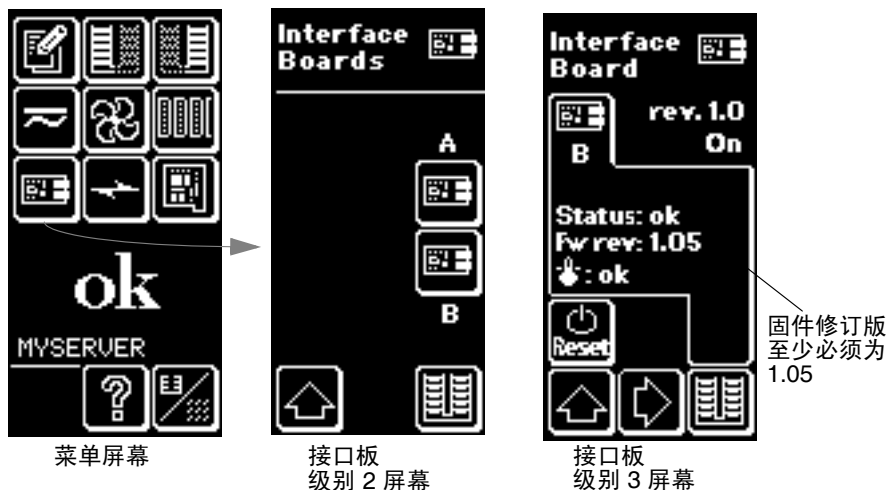 ok
MYSERVER
?
菜单屏幕
Interface
Boards
A
B
接口板
级别 2 屏幕
Interface
Board
rev. 1.0
On
B
Status: ok
Fw rev: 1.05
: ok
Reset
接口板
级别 3 屏幕
固件修订版
至少必须为
1.05